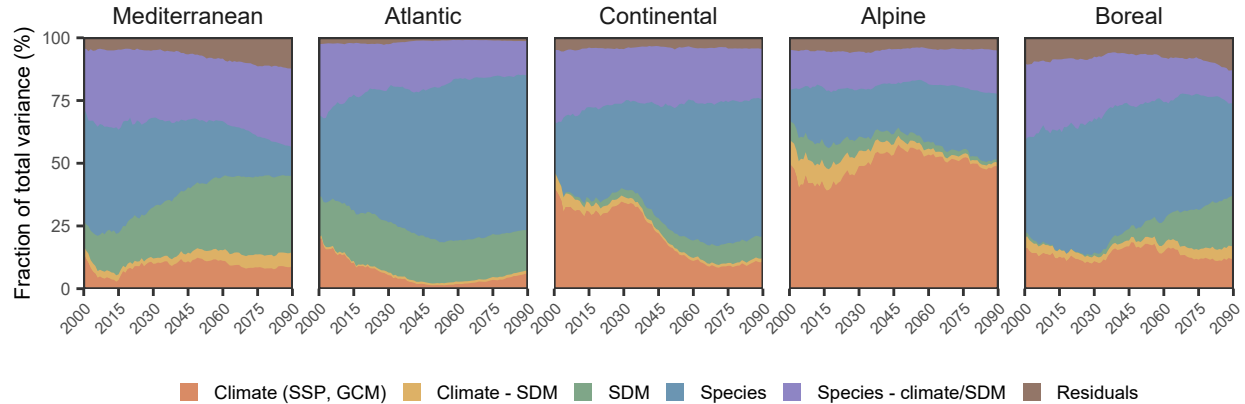 Mediterranean Atlantic Continental Alpine Boreal
Fraction of total variance (%)
100
75
50
25
0
2000 2015 2030 2045 2060 2075 2090 2000 2015 2030 2045 2060 2075 2090 2000 2015 2030 2045 2060 2075 2090 2000 2015 2030 2045 2060 2075 2090 2000 2015 2030 2045 2060 2075 2090
Climate (SSP, GCM) Climate - SDM SDM Species Species - climate/SDM Residuals